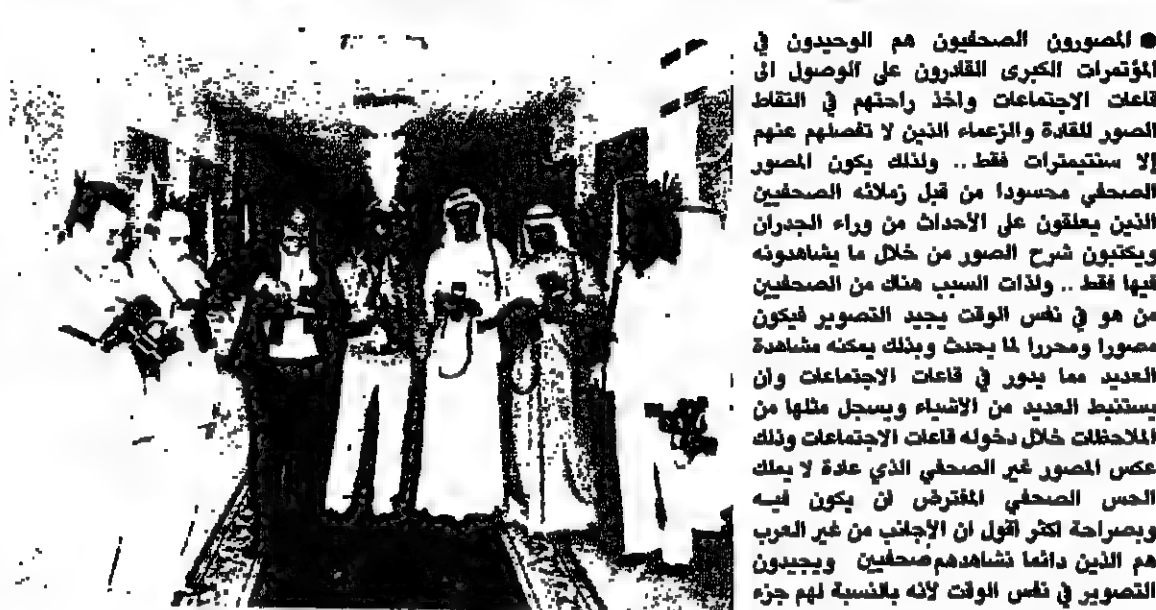 ● المصورون الصحفيون هم الوحيدون في
المؤتمرات الكبرى القادرون على الوصول الى
قاعات الاجتماعات واخذ راحتهم في التقاط
الصور للقادة والزعماء الذين لا تفصلهم عنهم
إلا سنتيمترات فقط .. ولذلك يكون المصور
الصحفي محسودا من قبل زملائه الصحفيين
الذين يعلقون على الأحداث من وراء الجدران
ويكتبون شرح الصور من خلال ما يشاهدونه
فيها فقط .. ولذات السبب هناك من الصحفيين
من هو في نفس الوقت يجيد التصوير فيكون
مصورا ومحررا لما يحدث وبذلك يمكنه مشاهدة
العديد مما يدور في قاعات الاجتماعات وان
يستنبط العديد من الاشياء ويسجل مثلها من
الملاحظات خلال دخوله قاعات الاجتماعات وذلك
عكس المصور غير الصحفي الذي عادة لا يملك
الحس الصحفي المفترض ان يكون فيه
وبصراحة اكثر أقول ان الأجانب من غير العرب
هم الذين دائما نشاهدهم صحفيين ويجيدون
التصوير في نفس الوقت لأنه بالنسبة لهم جزء